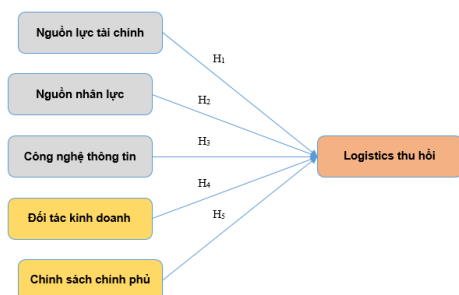 Nguồn lực tài chính
H₁
Nguồn nhân lực
H₂
Công nghệ thông tin
H₃
Logistics thu hồi
H₄
Đối tác kinh doanh
H₅
Chính sách chính phủ